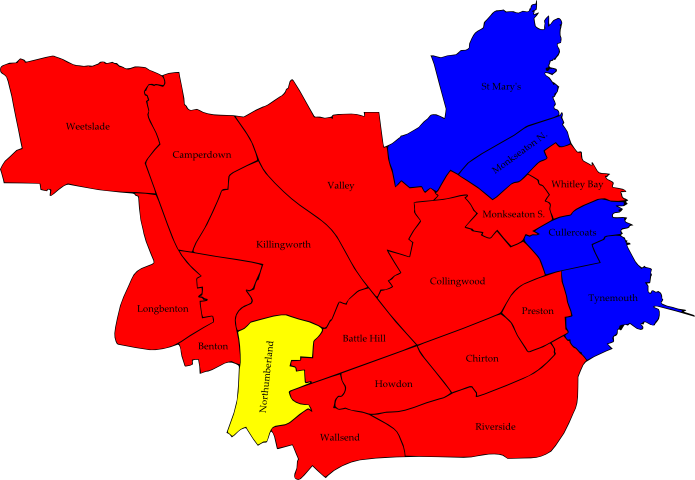 St Mary's
Monkseaton N.
Weetslade
Camperdown
Valley
Whitley Bay
Monkseaton S.
Cullercoats
Killingworth
Collingwood
Tynemouth
Longbenton
Preston
Battle Hill
Benton
Chirton
Northumberland
Howdon
Riverside
Wallsend